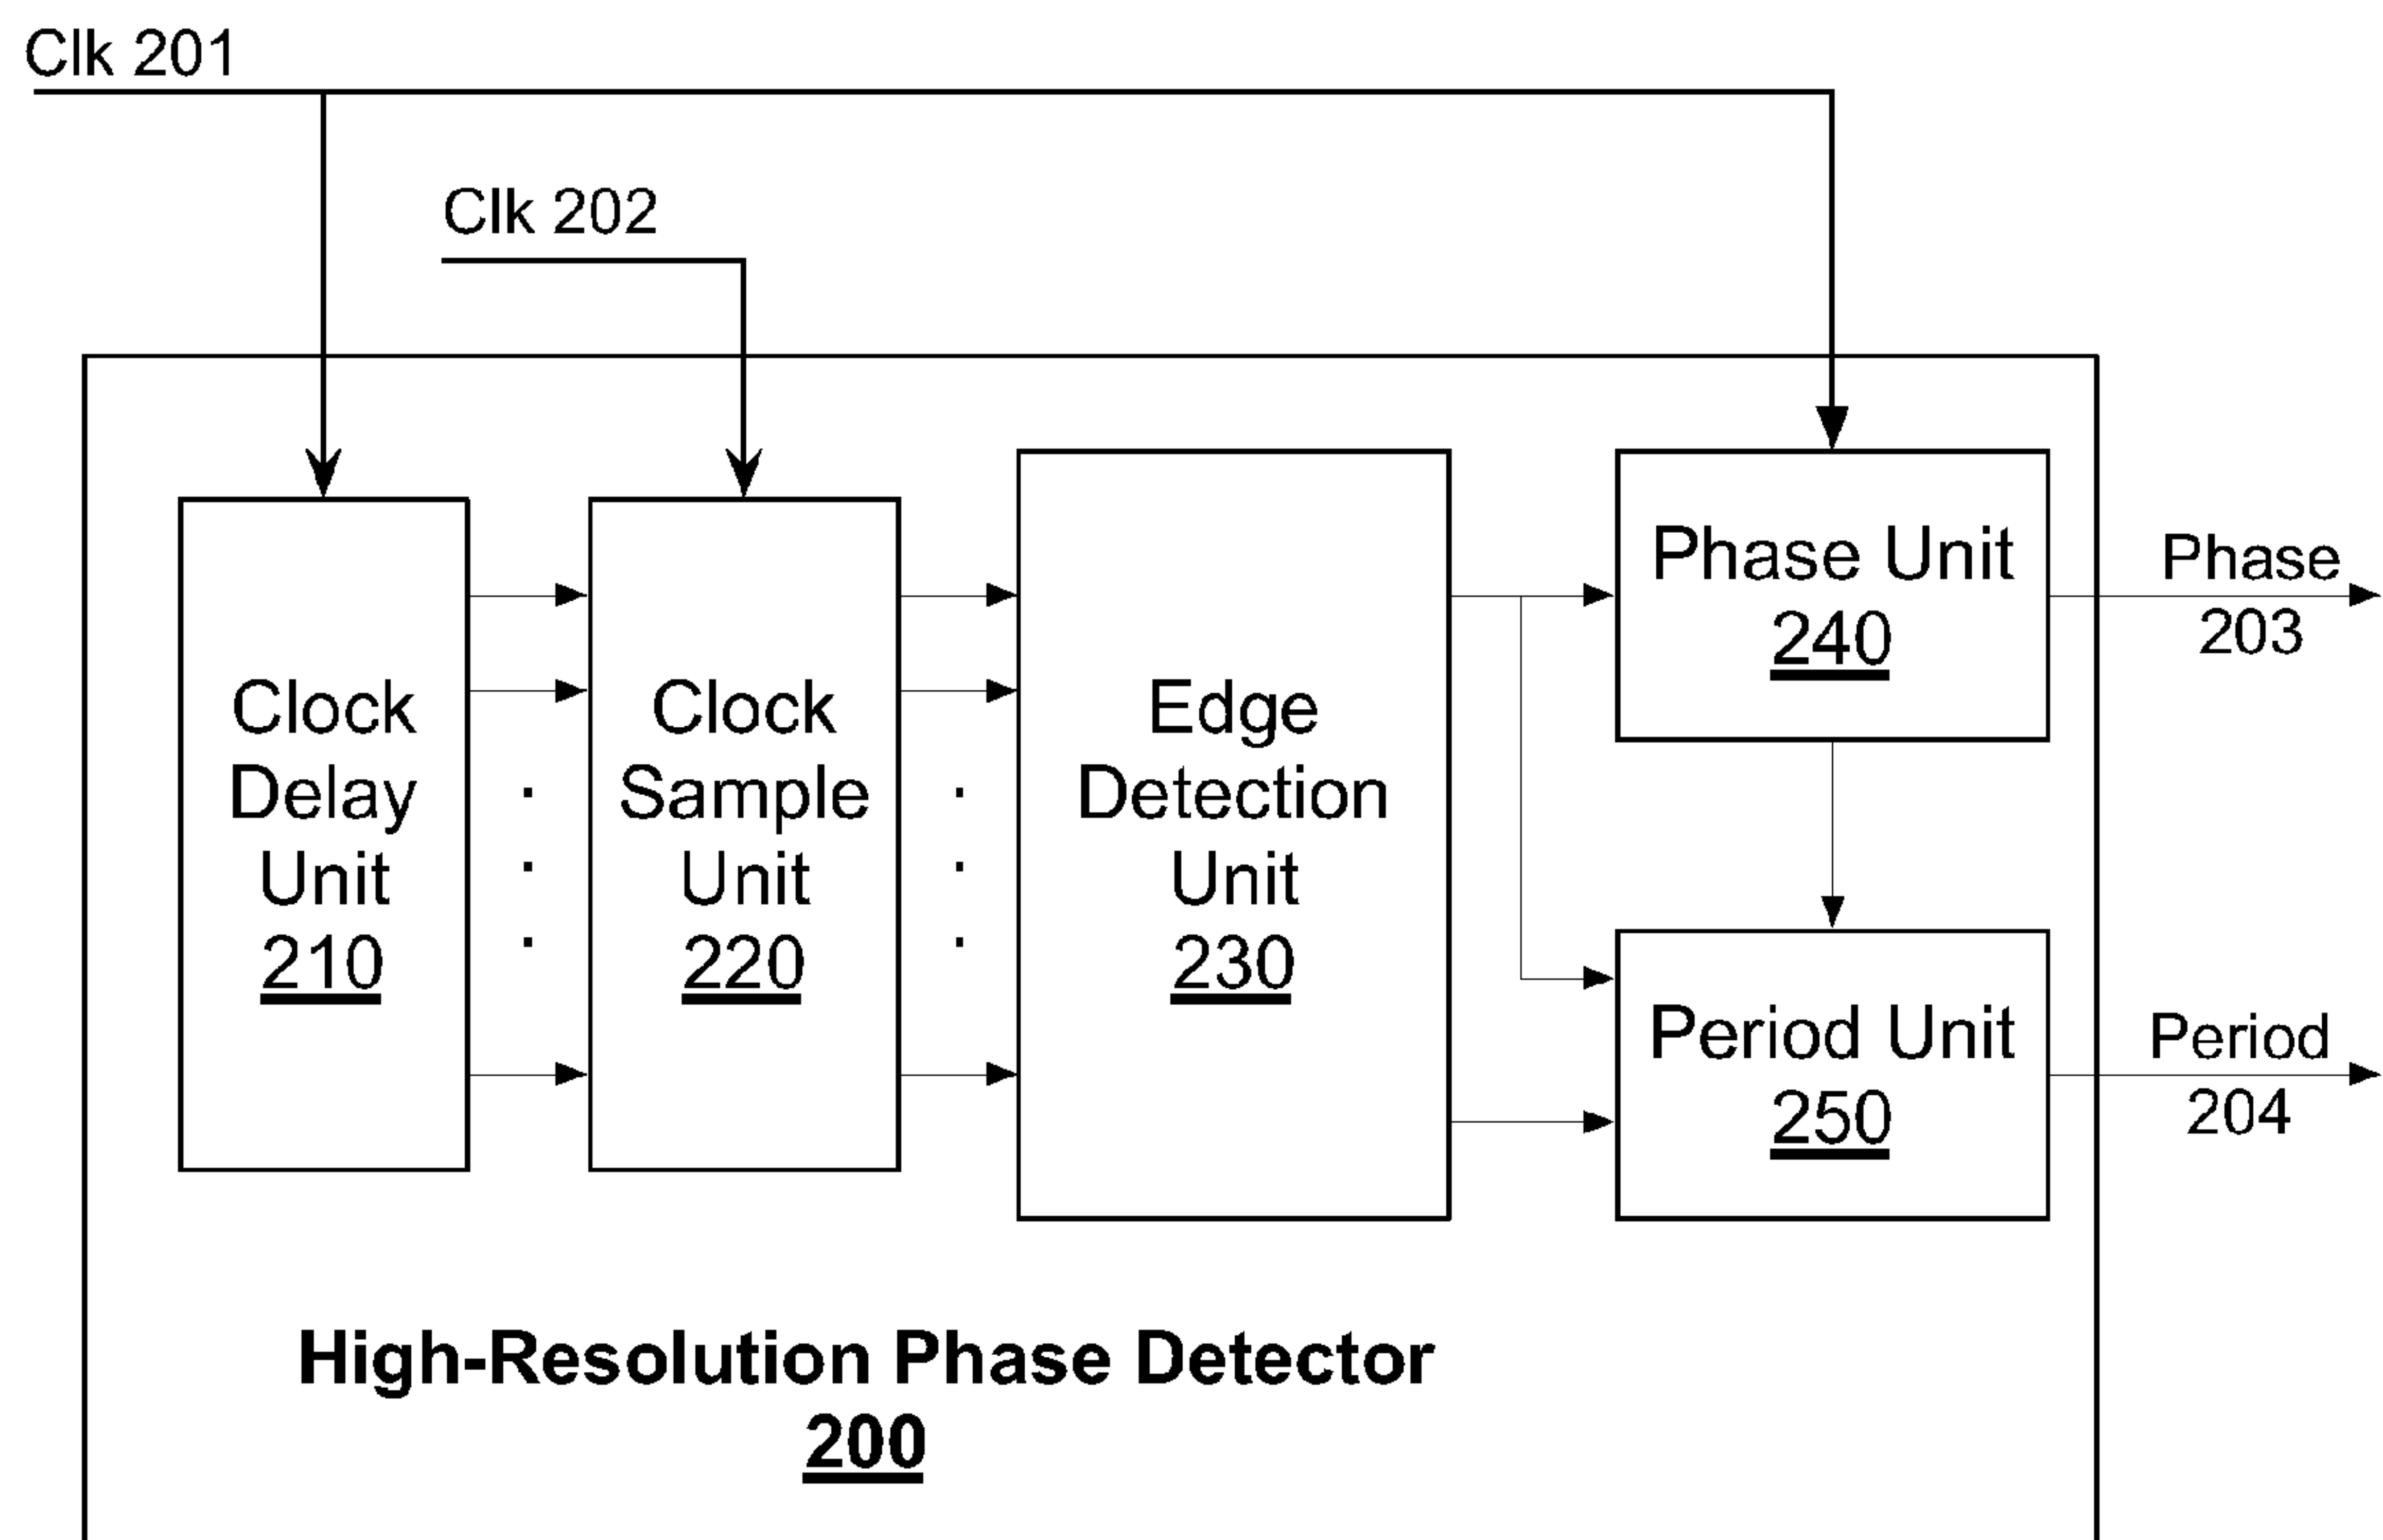 Clk 201
Clk 202
Clock
Delay
Unit
210
Clock
Sample
Unit
220
Edge
Detection
Unit
230
Phase Unit
240
Period Unit
250
Phase
203
Period
204
High-Resolution Phase Detector
200